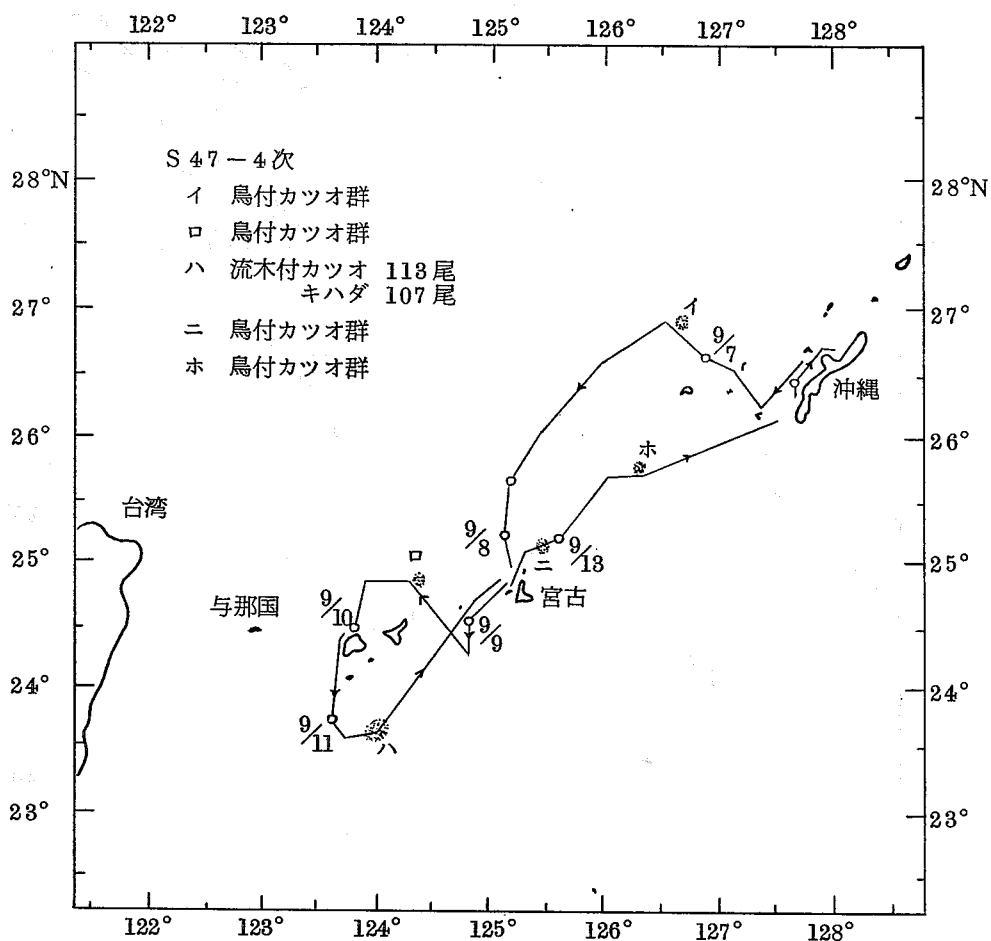 122° 123° 124° 125° 126° 127° 128°
S 47－4次
イ 鳥付カツオ群
ロ 鳥付カツオ群
ハ 流木付カツオ 113尾
キハダ 107尾
ニ 鳥付カツオ群
ホ 鳥付カツオ群
28°N
27°
26°
25°
24°
23°
28°N
27°
26°
25°
24°
23°
イ
9/7
沖縄
ホ
台湾
9/8
ニ
9/13
ロ
宮古
与那国
9/10
9/9
9/11
ハ
122° 123° 124° 125° 126° 127° 128°